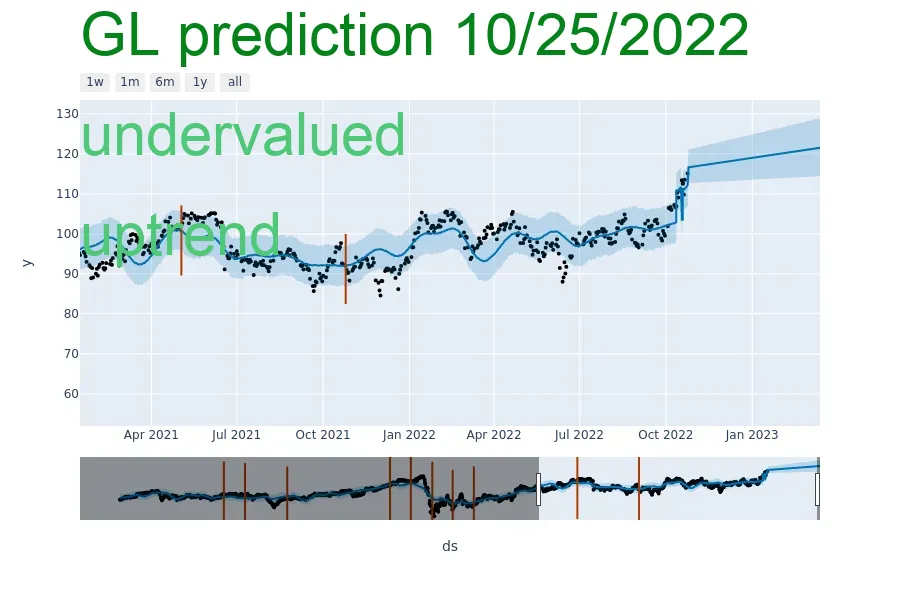 GL prediction 10/25/2022
1w 1m 6m 1y all
undervalued
uptrend
130
120
110
100
90
80
70
60
y
Apr 2021 Jul 2021 Oct 2021 Jan 2022 Apr 2022 Jul 2022 Oct 2022 Jan 2023
ds